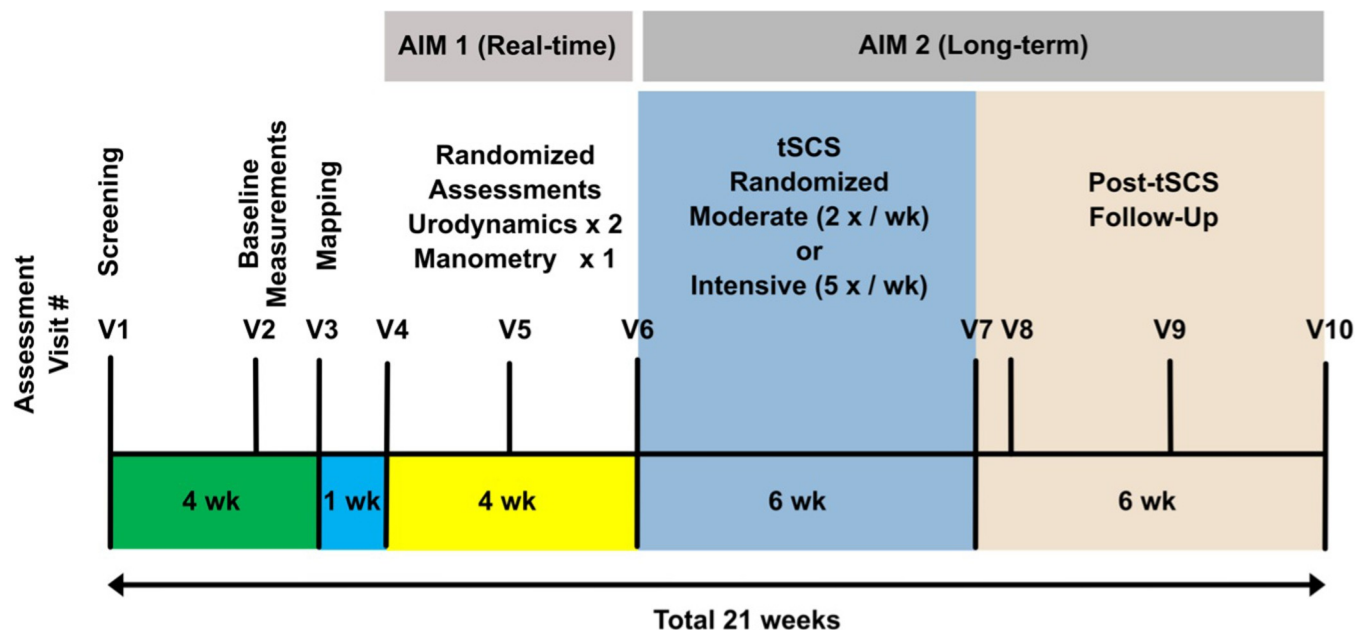 AIM 1 (Real-time)
AIM 2 (Long-term)
Assessment
Visit #
Screening
Baseline
Measurements
Mapping
Randomized
Assessments
Urodynamics x 2
Manometry x 1
tSCS
Randomized
Moderate (2 x / wk)
or
Intensive (5 x / wk)
Post-tSCS
Follow-Up
V1 V2 V3 V4 V5 V6 V7 V8 V9 V10
4 wk 1 wk 4 wk 6 wk 6 wk
Total 21 weeks